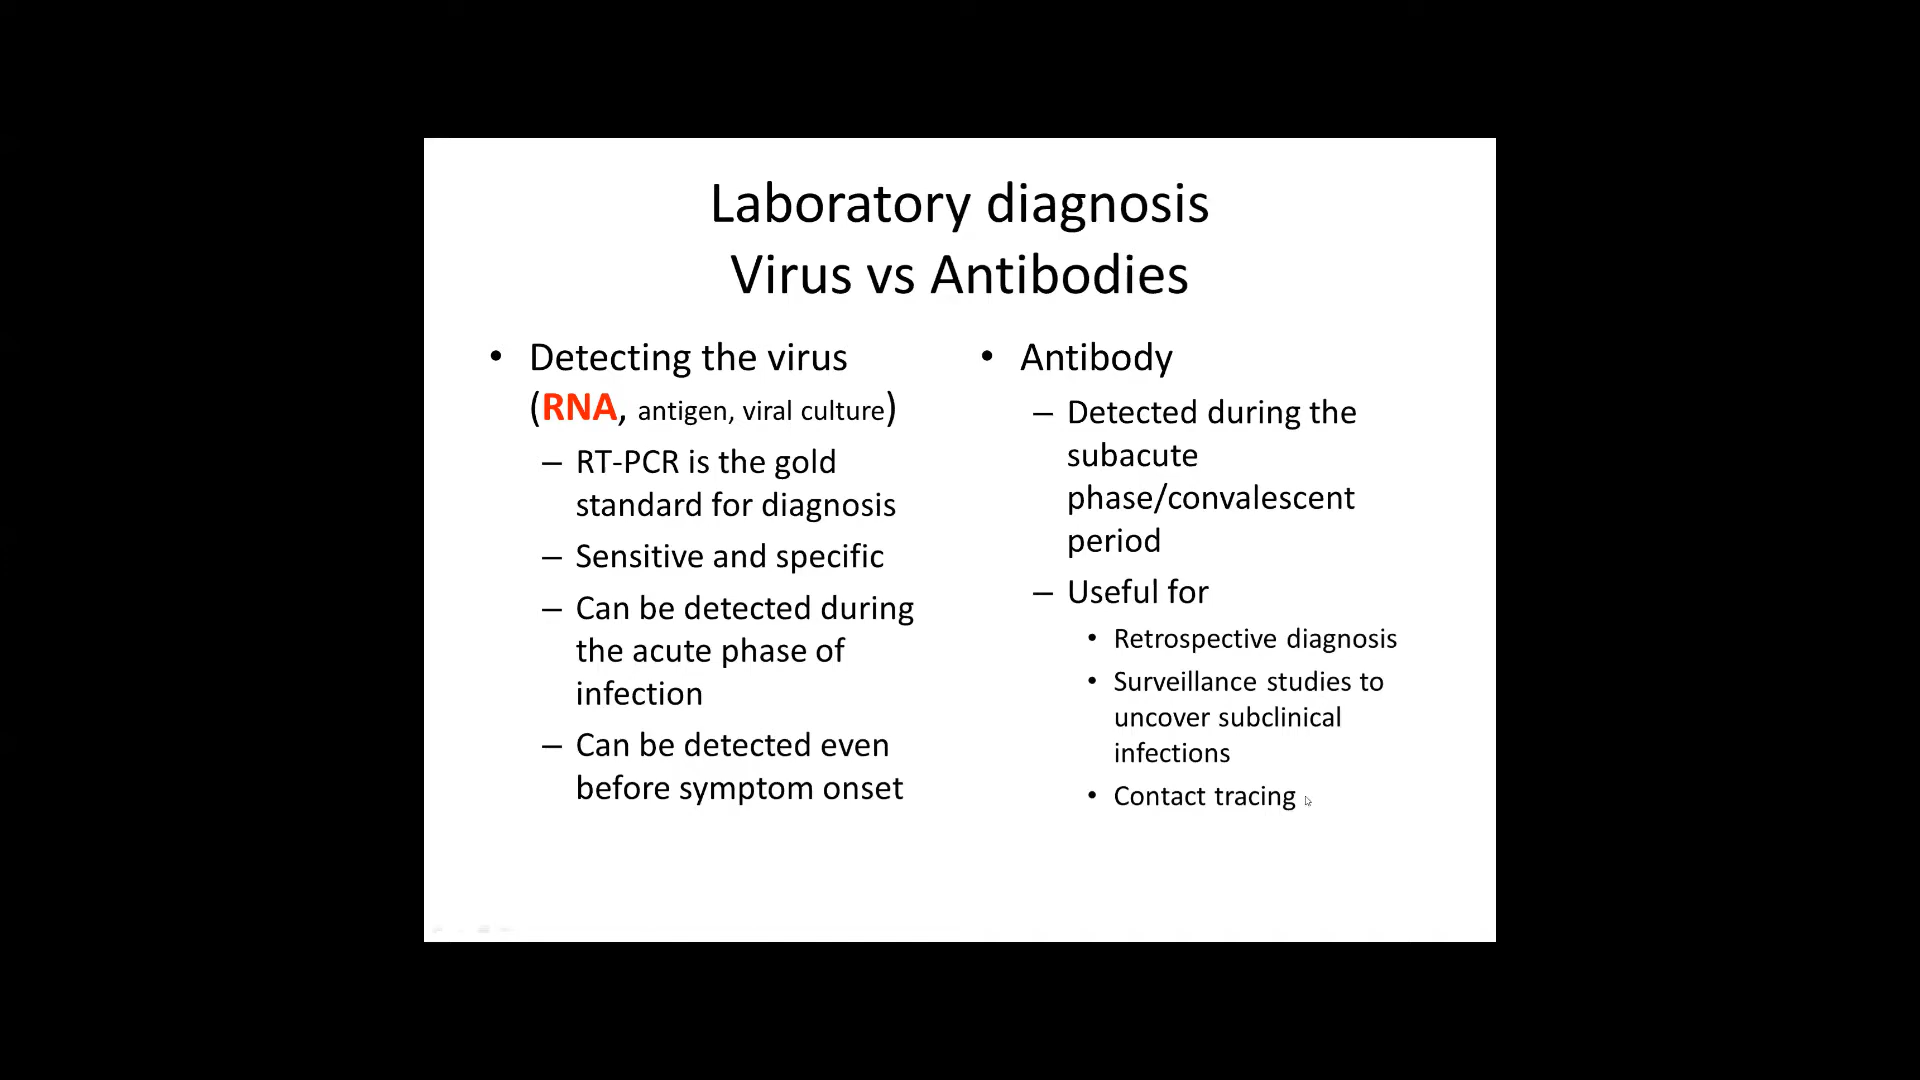 Laboratory diagnosis
Virus vs Antibodies
• Detecting the virus
(RNA, antigen, viral culture)
– RT-PCR is the gold
standard for diagnosis
– Sensitive and specific
– Can be detected during
the acute phase of
infection
– Can be detected even
before symptom onset
• Antibody
– Detected during the
subacute
phase/convalescent
period
– Useful for
• Retrospective diagnosis
• Surveillance studies to
uncover subclinical
infections
• Contact tracing